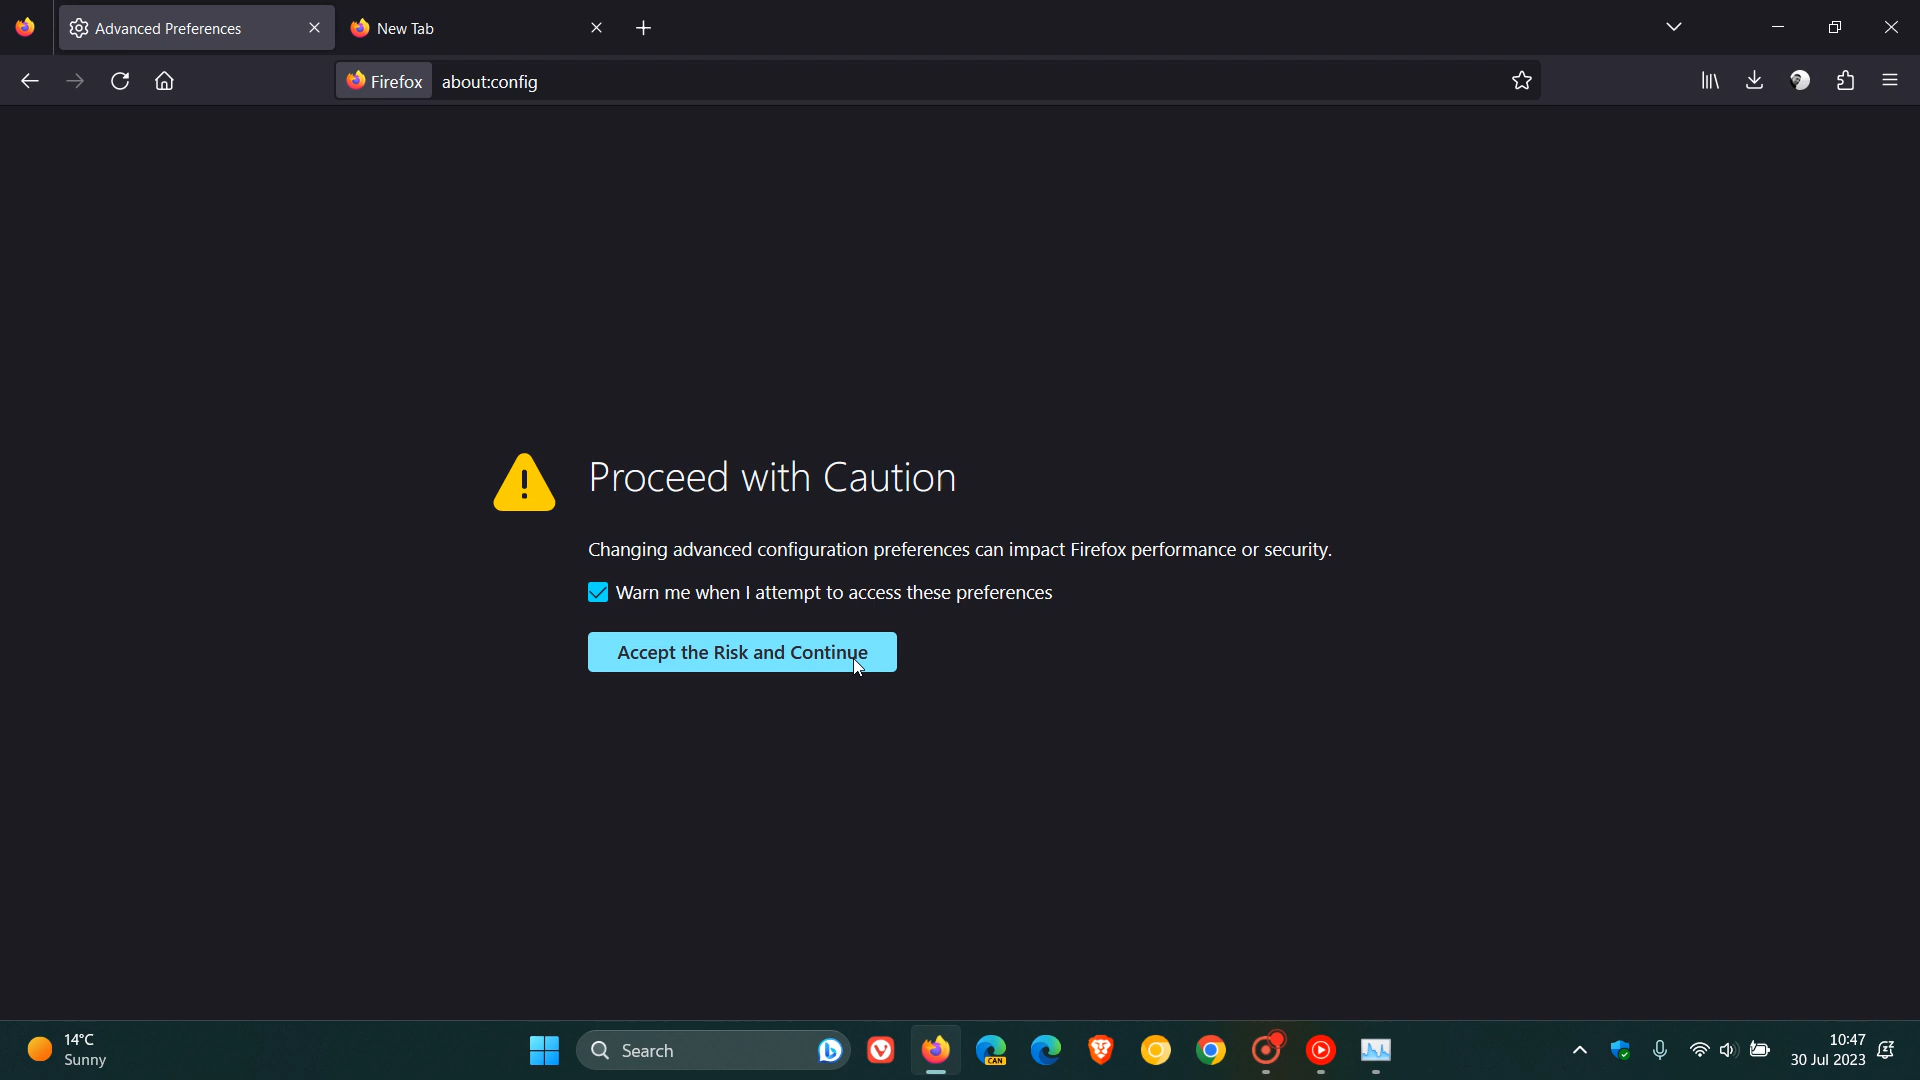 Advanced Preferences
New Tab
Firefox about:config
Proceed with Caution
Changing advanced configuration preferences can impact Firefox performance or security.
Warn me when I attempt to access these preferences
Accept the Risk and Continue
14°C
Sunny
Search
CAN
10:47
30 Jul 2023